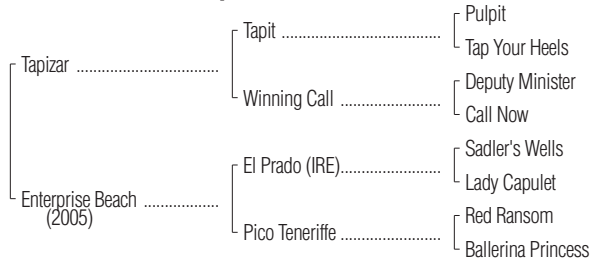 Pulpit
Tapit ..........................................
Tap Your Heels
Tapizar ......................................
Deputy Minister
Winning Call ..........................
Call Now
Sadler's Wells
El Prado (IRE)..........................
Lady Capulet
Enterprise Beach ....................
(2005)
Red Ransom
Pico Teneriffe ..........................
Ballerina Princess